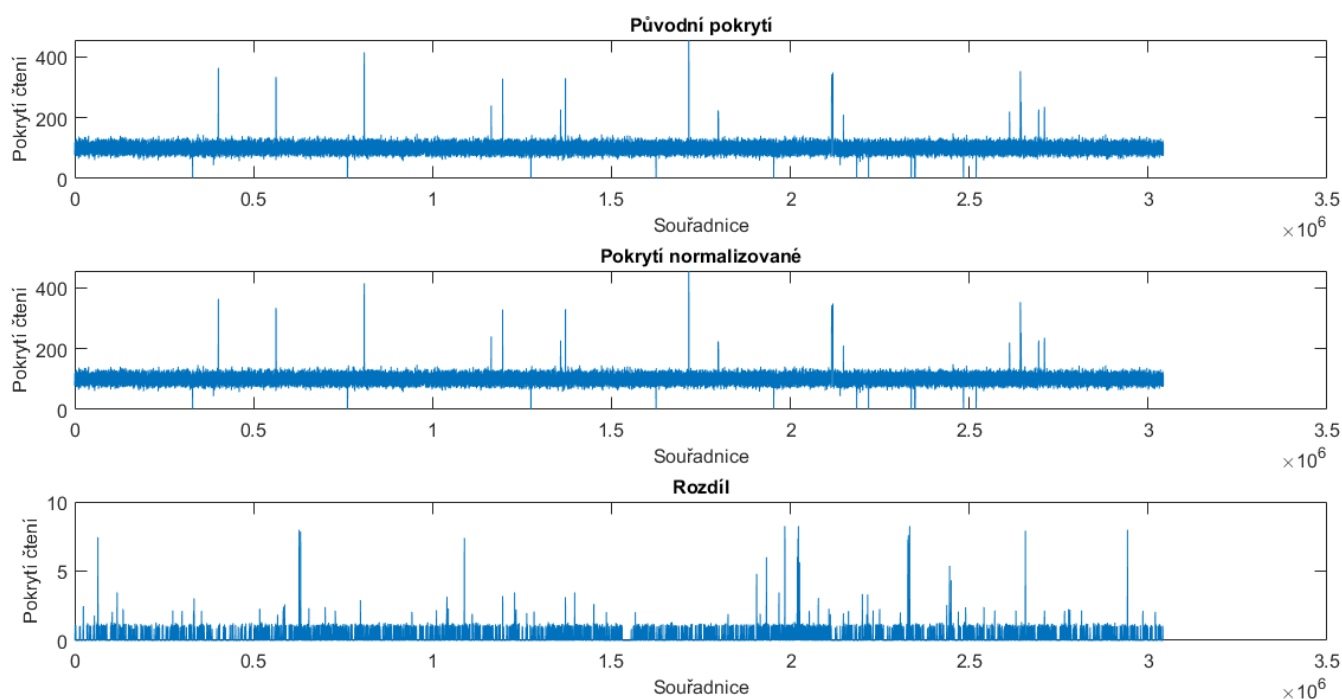 Původní pokrytí
Pokrytí čtení
400
200
0
0 0.5 1 1.5 2 2.5 3 3.5
Souřadnice
×10^6
Pokrytí normalizované
Pokrytí čtení
400
200
0
0 0.5 1 1.5 2 2.5 3 3.5
Souřadnice
×10^6
Rozdíl
Pokrytí čtení
10
5
0
0 0.5 1 1.5 2 2.5 3 3.5
Souřadnice
×10^6